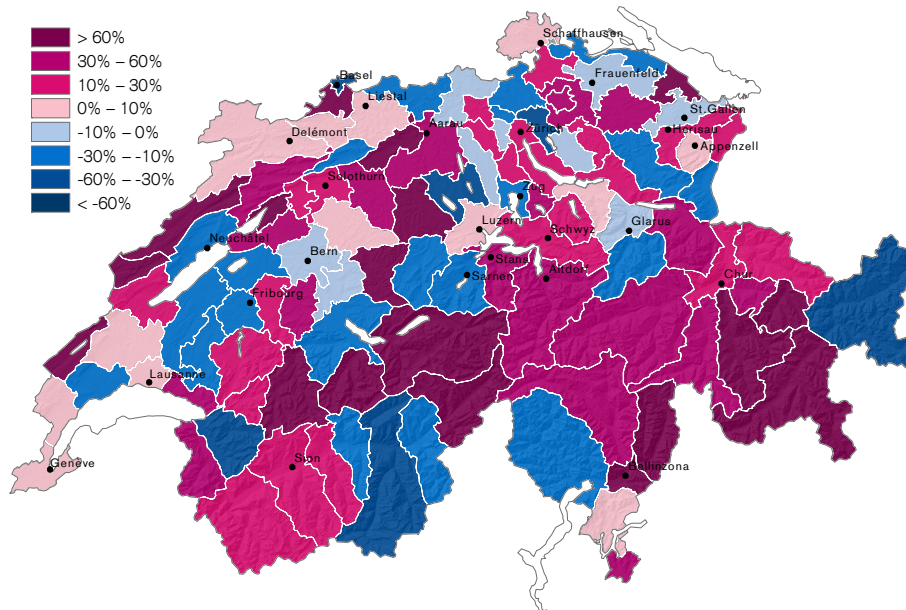 > 60%
30% – 60%
10% – 30%
0% – 10%
-10% – 0%
-30% – -10%
-60% – -30%
< -60%
Schaffhausen
Basel
Frauenfeld
Liestal
St.Gallen
Delémont
Aarau
Zürich
Herisau
Appenzell
Solothurn
Zug
Luzern
Glarus
Neuchâtel
Schwyz
Bern
Stans
Sarnen
Altdorf
Chur
Fribourg
Lausanne
Genève
Sion
Bellinzona